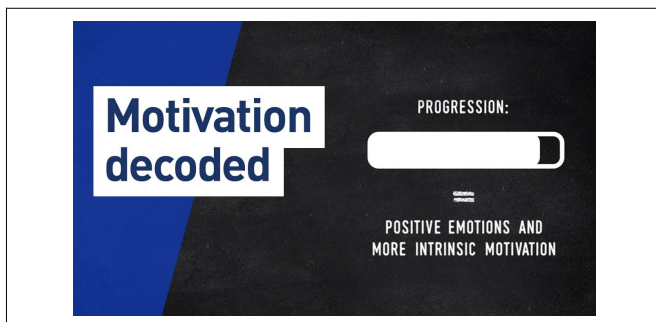 Motivation
decoded
PROGRESSION:
=
POSITIVE EMOTIONS AND
MORE INTRINSIC MOTIVATION